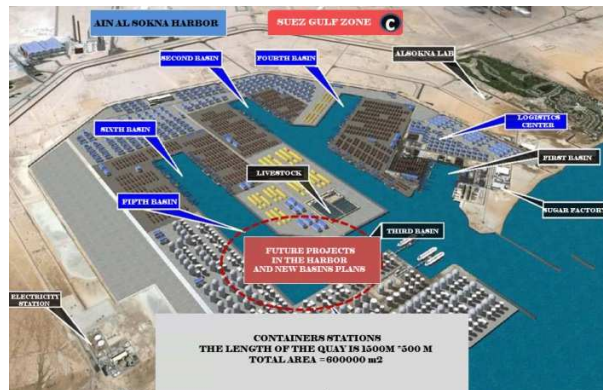 AIN AL SOKNA HARBOR
SUEZ GULF ZONE
C
SECOND BASIN
FOURTH BASIN
ALSOKNA LAB
LOGISTICS
CENTER
SIXTH BASIN
FIRST BASIN
LIVESTOCK
FIFTH BASIN
SUGAR FACTORY
THIRD BASIN
FUTURE PROJECTS
IN THE HARBOR
AND NEW BASINS PLANS
ELECTRICITY
STATION
CONTAINERS STATIONS
THE LENGTH OF THE QUAY IS 1500M *500 M
TOTAL AREA =600000 m2